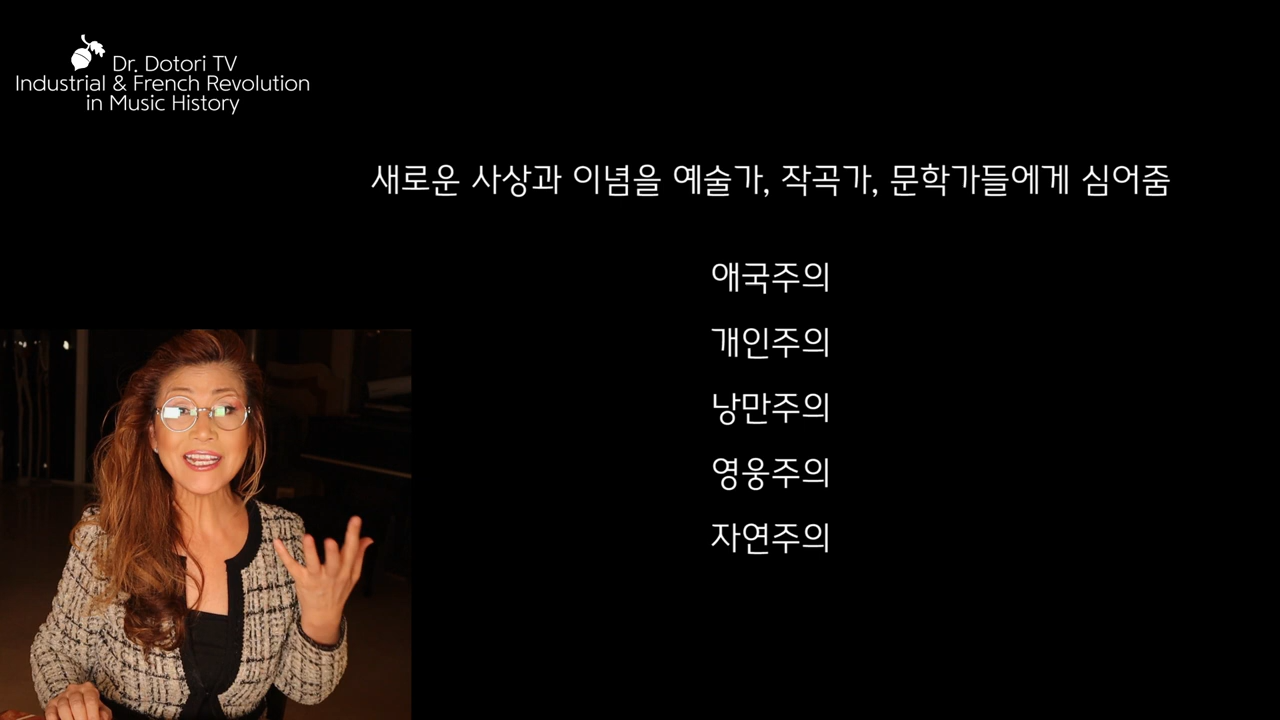 Dr. Dotori TV
Industrial & French Revolution
in Music History
새로운 사상과 이념을 예술가, 작곡가, 문학가들에게 심어줌
애국주의
개인주의
낭만주의
영웅주의
자연주의